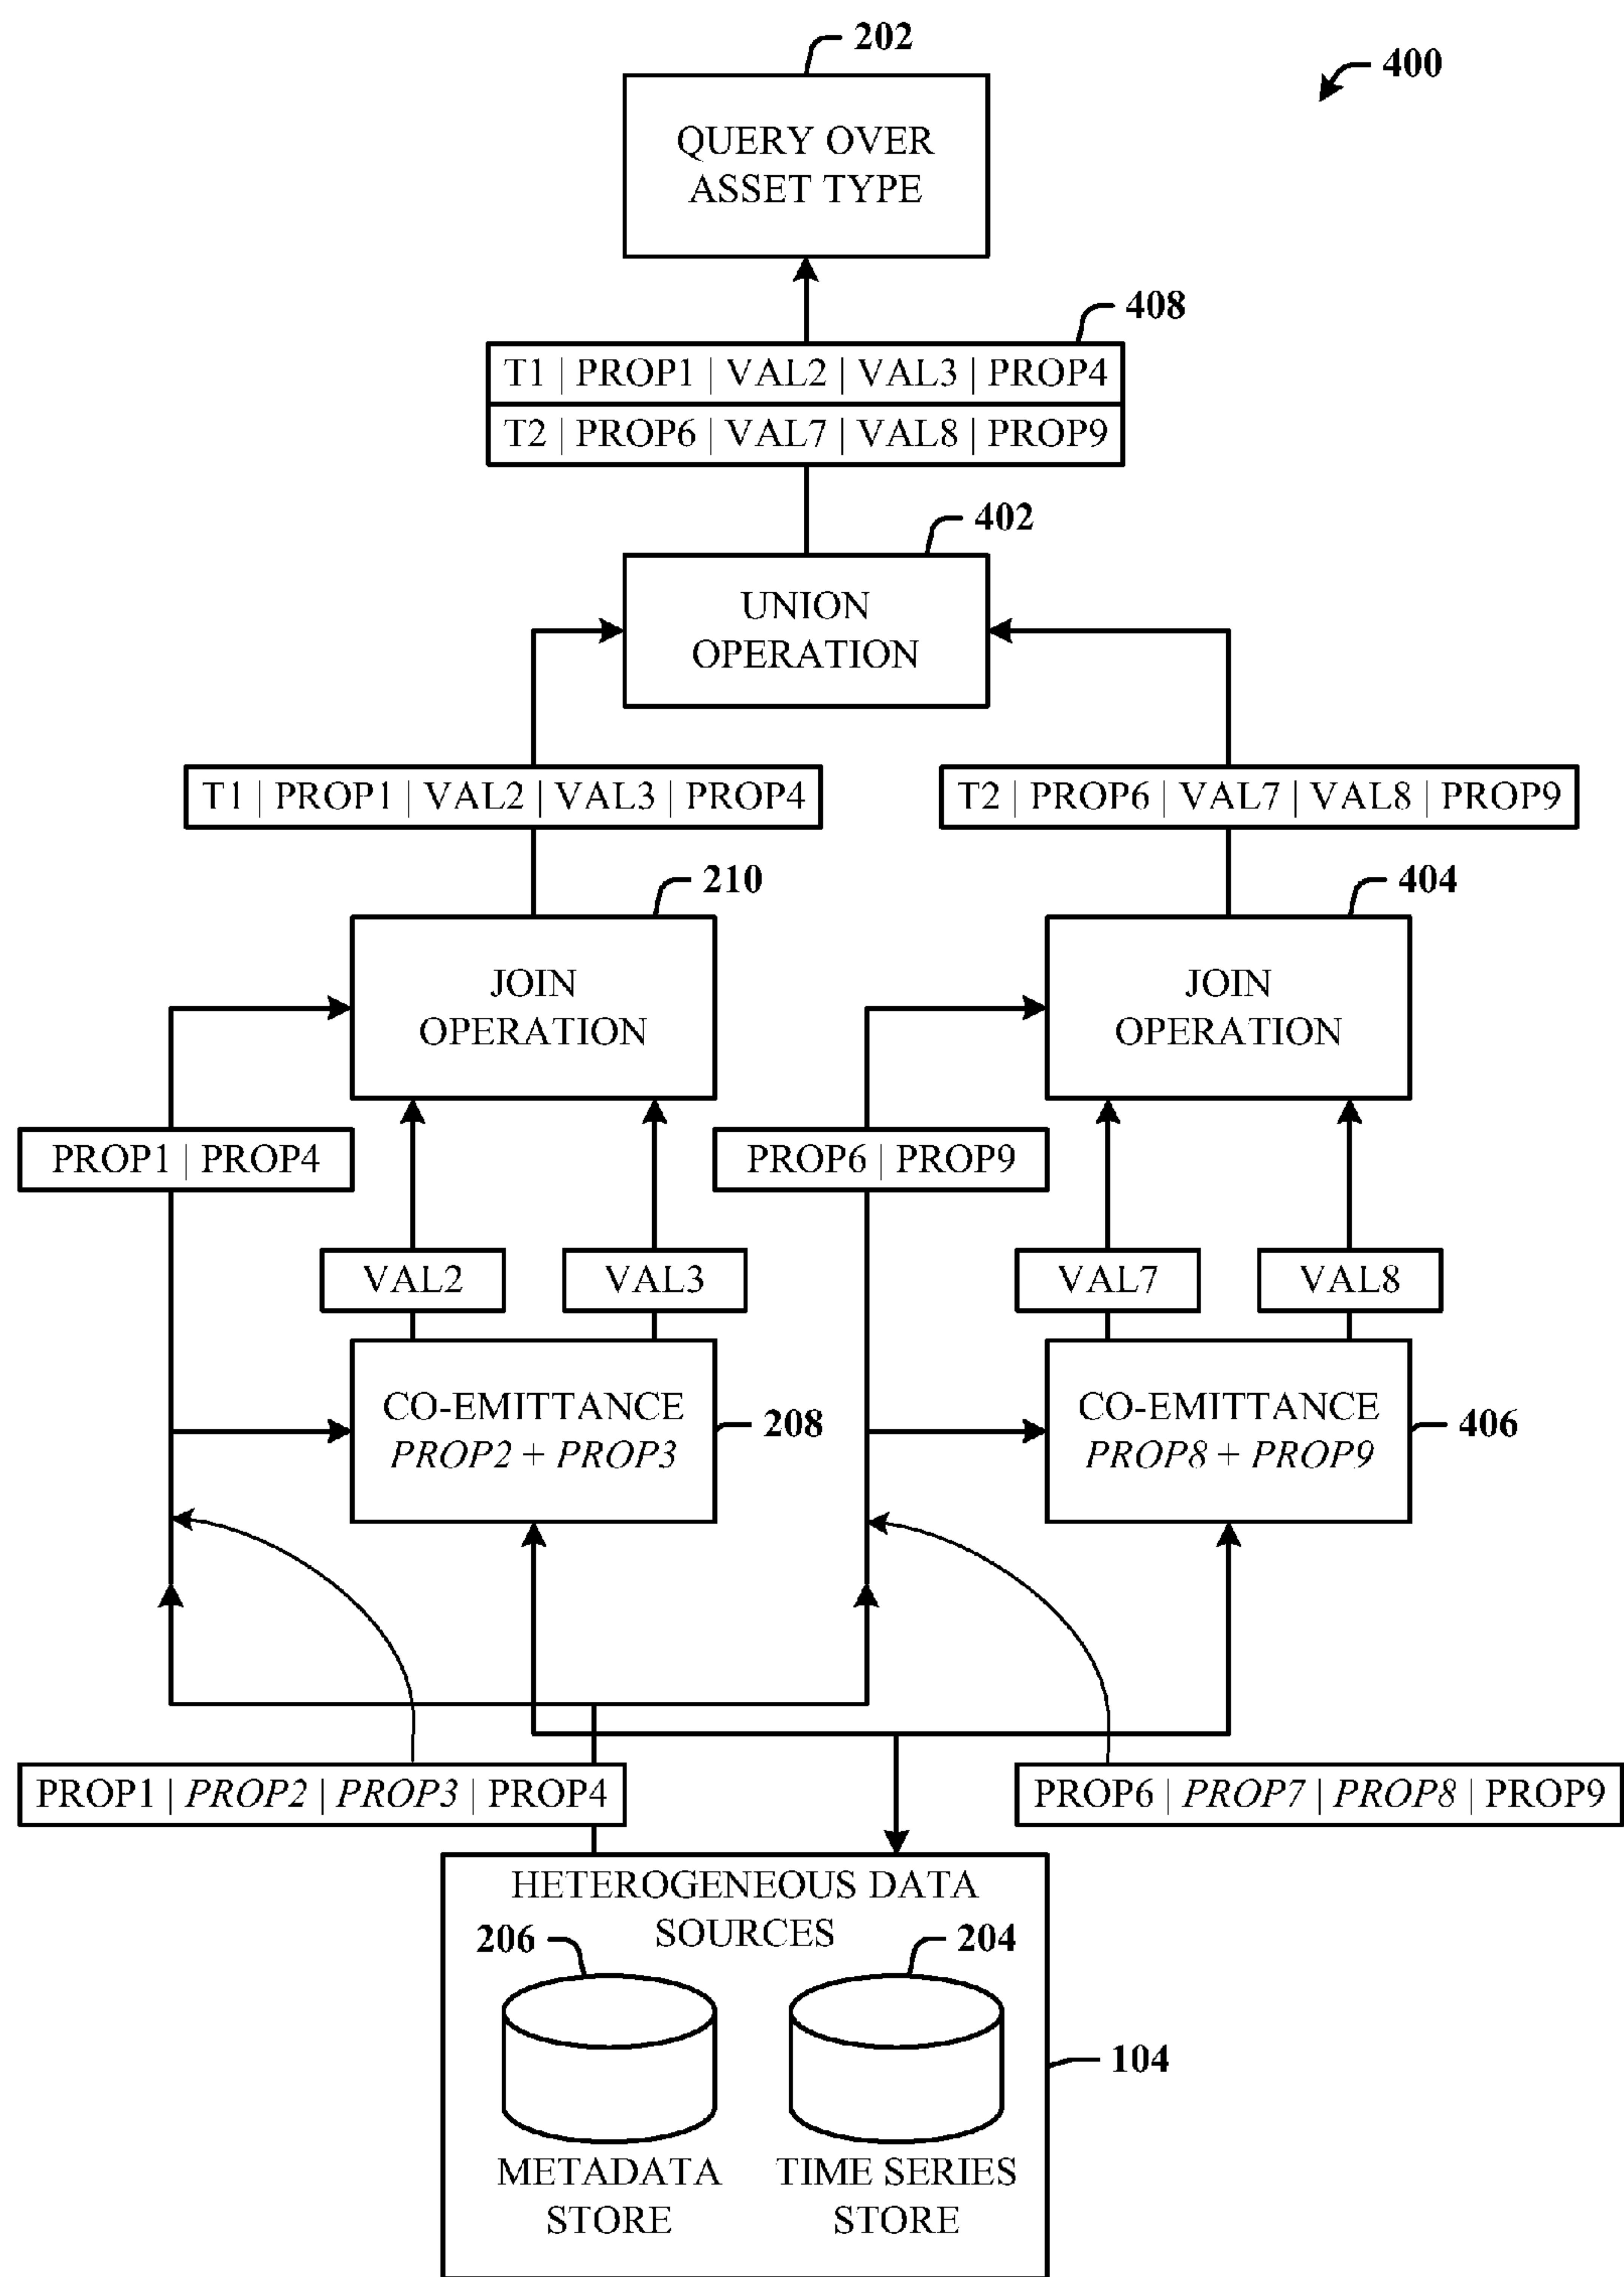 202
400
QUERY OVER
ASSET TYPE
408
T1 | PROP1 | VAL2 | VAL3 | PROP4
T2 | PROP6 | VAL7 | VAL8 | PROP9
402
UNION
OPERATION
T1 | PROP1 | VAL2 | VAL3 | PROP4
T2 | PROP6 | VAL7 | VAL8 | PROP9
210
404
JOIN
OPERATION
JOIN
OPERATION
PROP1 | PROP4
PROP6 | PROP9
VAL2
VAL3
VAL7
VAL8
CO-EMITTANCE
PROP2 + PROP3
208
CO-EMITTANCE
PROP8 + PROP9
406
PROP1 | PROP2 | PROP3 | PROP4
PROP6 | PROP7 | PROP8 | PROP9
HETEROGENEOUS DATA
SOURCES
206
204
104
METADATA
STORE
TIME SERIES
STORE